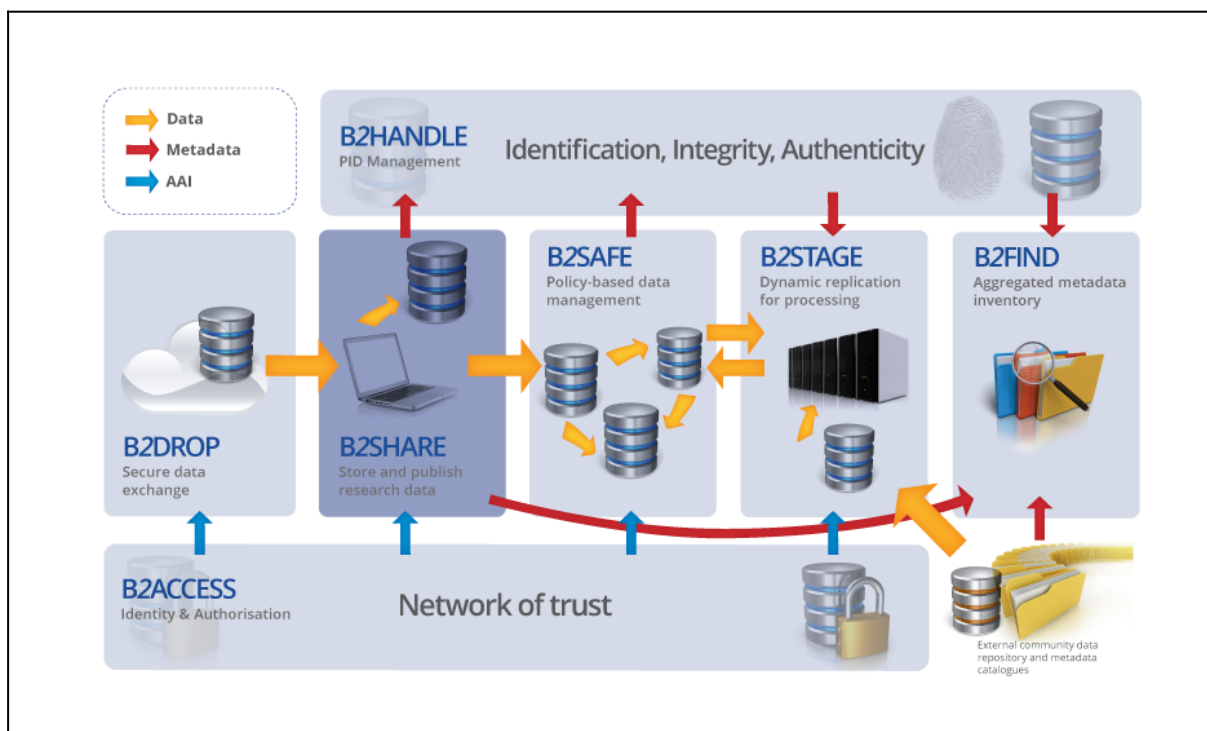 Data
Metadata
AAI
B2HANDLE
PID Management
Identification, Integrity, Authenticity
B2DROP
Secure data
exchange
B2SHARE
Store and publish
research data
B2SAFE
Policy-based data
management
B2STAGE
Dynamic replication
for processing
B2FIND
Aggregated metadata
inventory
B2ACCESS
Identity & Authorisation
Network of trust
External community data
repository and metadata
catalogues